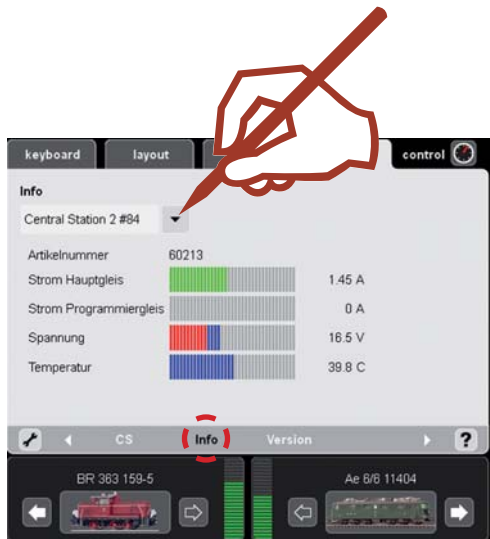 keyboard layout control
Info
Central Station 2 #84
Artikelnummer 60213
Strom Hauptgleis 1.45 A
Strom Programmiergleis 0 A
Spannung 16.5 V
Temperatur 39.8 C
CS Info Version ?
BR 363 159-5 Ae 6/6 11404